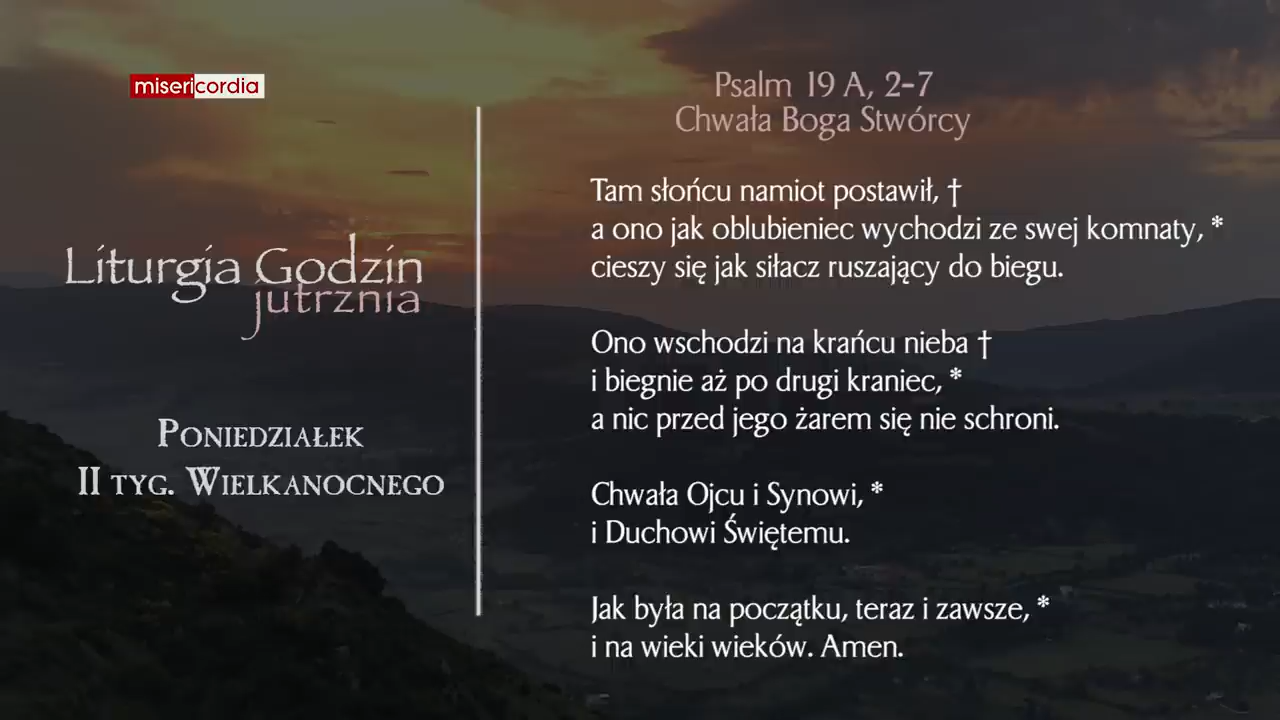 misericordia
Liturgia Godzin
jutrznia
Poniedziałek
II tyg. Wielkanocnego
Psalm 19 A, 2-7
Chwała Boga Stwórcy
Tam słońcu namiot postawił, †
a ono jak oblubieniec wychodzi ze swej komnaty, *
cieszy się jak siłacz ruszający do biegu.
Ono wschodzi na krańcu nieba †
i biegnie aż po drugi kraniec, *
a nic przed jego żarem się nie schroni.
Chwała Ojcu i Synowi, *
i Duchowi Świętemu.
Jak była na początku, teraz i zawsze, *
i na wieki wieków. Amen.